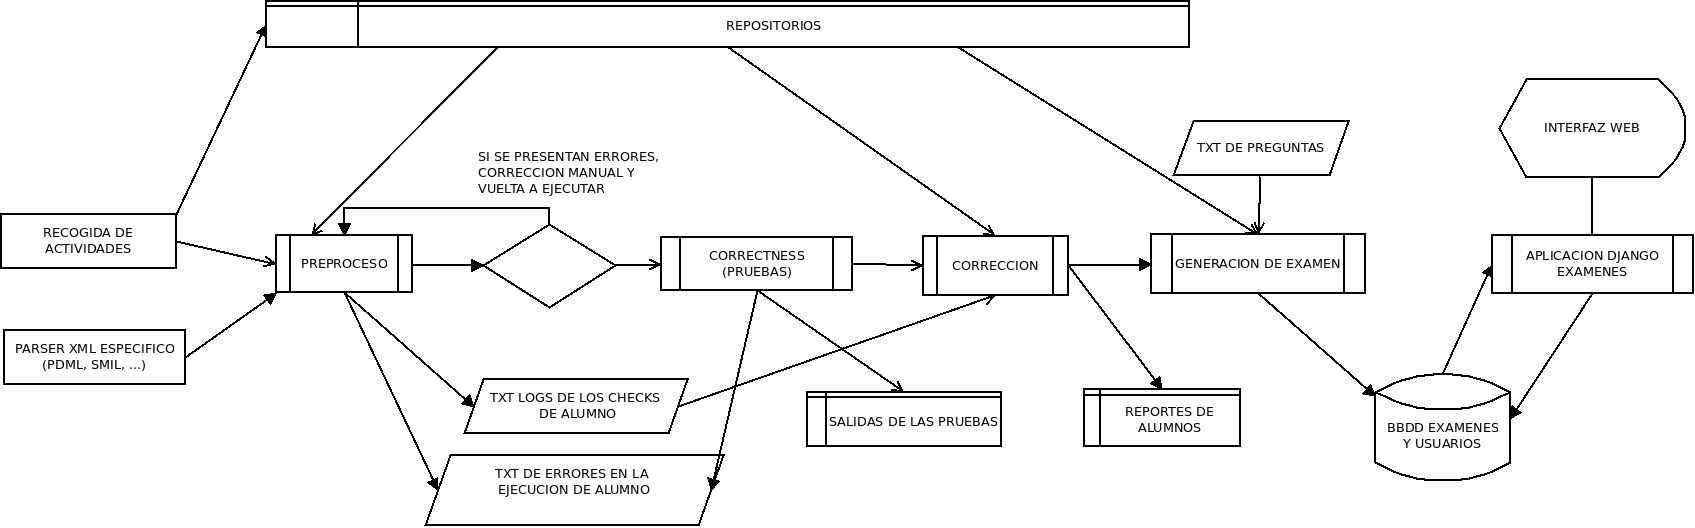 REPOSITORIOS
INTERFAZ WEB
TXT DE PREGUNTAS
SI SE PRESENTAN ERRORES,
CORRECCION MANUAL Y
VUELTA A EJECUTAR
RECOGIDA DE
ACTIVIDADES
PREPROCESO
CORRECTNESS
(PRUEBAS)
CORRECCION
GENERACION DE EXAMEN
APLICACION DJANGO
EXAMENES
PARSER XML ESPECIFICO
(PDML, SMIL, ...)
TXT LOGS DE LOS CHECKS
DE ALUMNO
SALIDAS DE LAS PRUEBAS
REPORTES DE
ALUMNOS
BBDD EXAMENES
Y USUARIOS
TXT DE ERRORES EN LA
EJECUCION DE ALUMNO